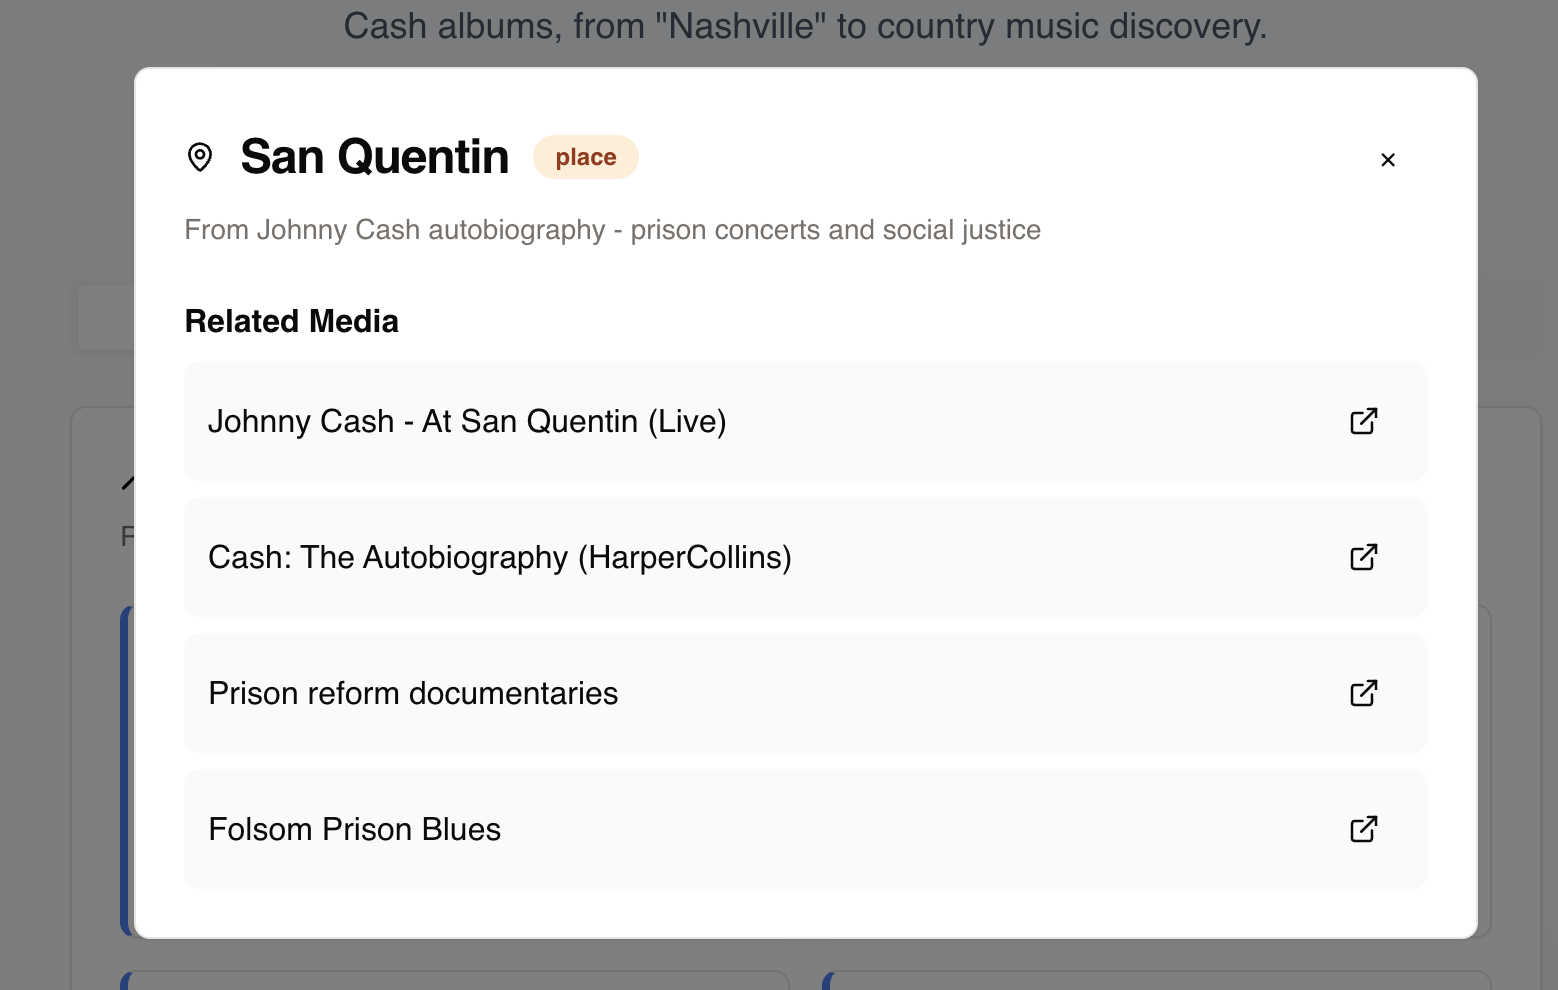 Cash albums, from "Nashville" to country music discovery.
San Quentin
place
From Johnny Cash autobiography - prison concerts and social justice
Related Media
Johnny Cash - At San Quentin (Live)
Cash: The Autobiography (HarperCollins)
Prison reform documentaries
Folsom Prison Blues